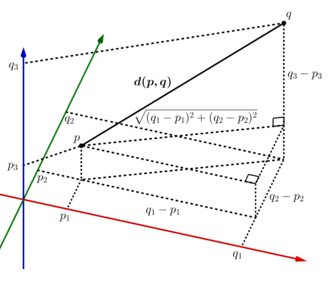 q
q₃
q₃ − p₃
d(p, q)
√((q₁ − p₁)² + (q₂ − p₂)²)
q₂
p
p₃
p₂
q₂ − p₂
p₁
q₁ − p₁
q₁